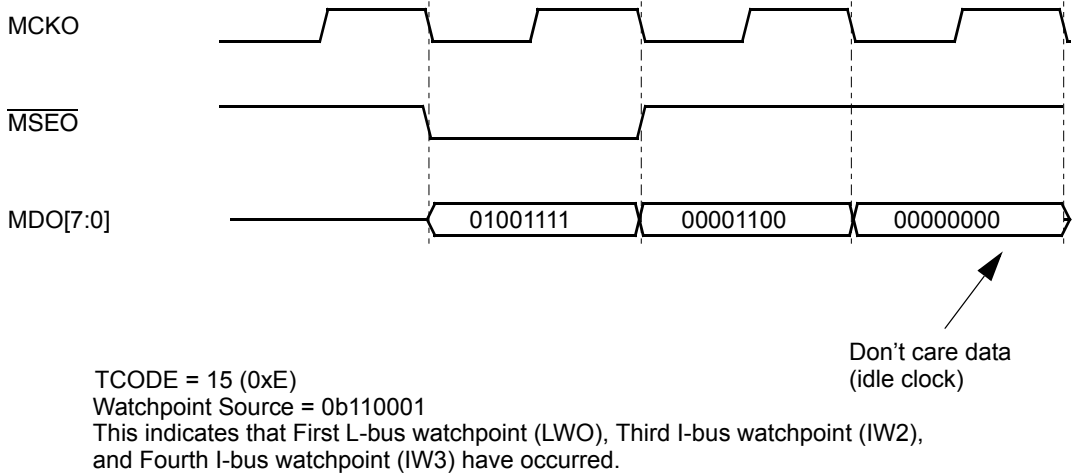 MCKO
MSEO
MDO[7:0]
01001111 00001100 00000000
Don’t care data
(idle clock)
TCODE = 15 (0xE)
Watchpoint Source = 0b110001
This indicates that First L-bus watchpoint (LWO), Third I-bus watchpoint (IW2),
and Fourth I-bus watchpoint (IW3) have occurred.